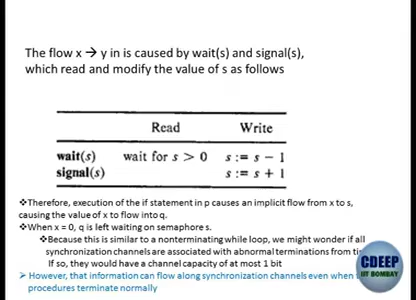 The flow x → y in is caused by wait(s) and signal(s),
which read and modify the value of s as follows
Read Write
wait(s) wait for s > 0 s := s − 1
signal(s) s := s + 1
❖Therefore, execution of the if statement in p causes an implicit flow from x to s,
causing the value of x to flow into q.
❖When x = 0, q is left waiting on semaphore s.
❖Because this is similar to a nonterminating while loop, we might wonder if all
synchronization channels are associated with abnormal terminations from
If so, they would have a channel capacity of at most 1 bit
➢ However, that information can flow along synchronization channels even when
procedures terminate normally
CDEEP
IIT BOMBAY